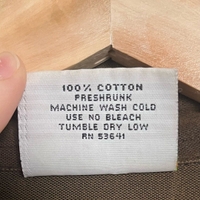 100% COTTON
PRESHRUNK
MACHINE WASH COLD
USE NO BLEACH
TUMBLE DRY LOW
RN 53641